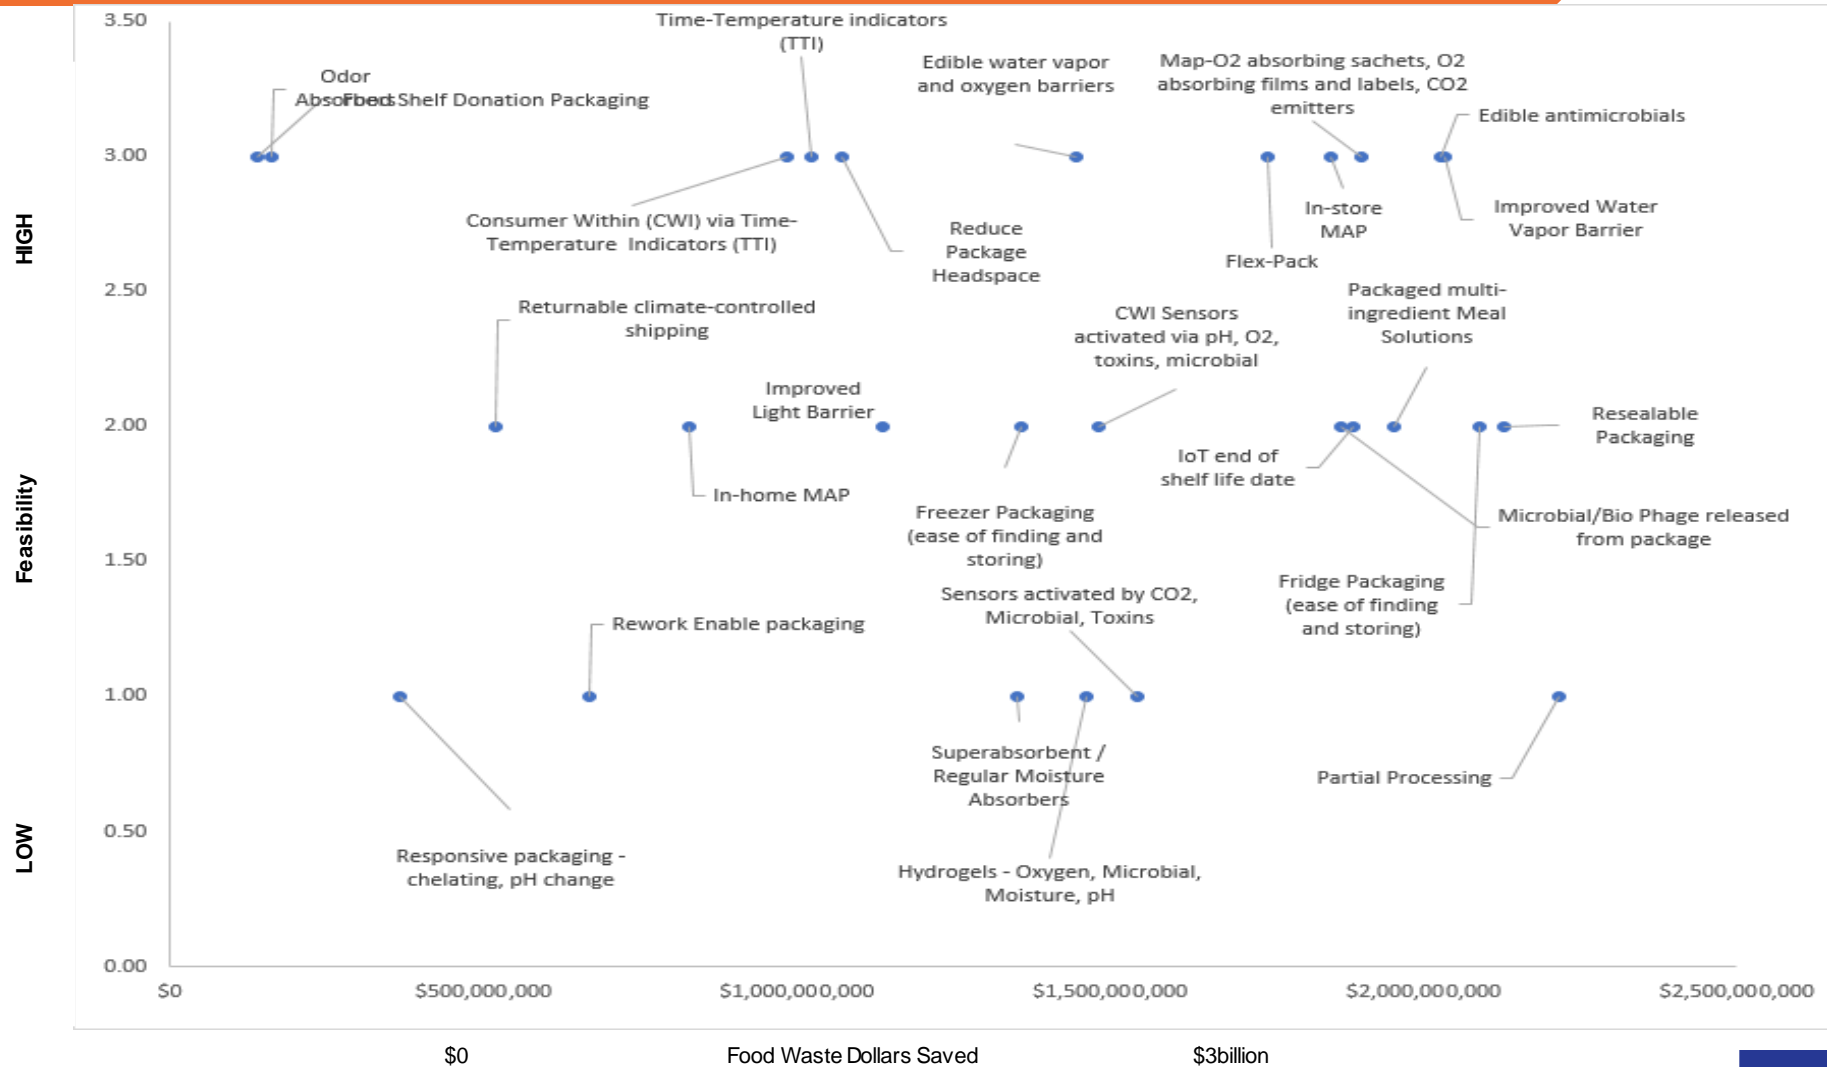 3.50
Time-Temperature indicators
(TTI)
Edible water vapor
and oxygen barriers
Map-O2 absorbing sachets, O2
absorbing films and labels, CO2
emitters
Odor
Absorbers
Food Shelf Donation Packaging
Edible antimicrobials
3.00
HIGH
Consumer Within (CWI) via Time-
Temperature Indicators (TTI)
Reduce
Package
Headspace
In-store
MAP
Improved Water
Vapor Barrier
Flex-Pack
2.50
Returnable climate-controlled
shipping
CWI Sensors
activated via pH, O2,
toxins, microbial
Packaged multi-
ingredient Meal
Solutions
Improved
Light Barrier
2.00
Resealable
Packaging
In-home MAP
IoT end of
shelf life date
Feasibility
Freezer Packaging
(ease of finding and
storing)
Microbial/Bio Phage released
from package
1.50
Fridge Packaging
(ease of finding
and storing)
Sensors activated by CO2,
Microbial, Toxins
Rework Enable packaging
1.00
Superabsorbent /
Regular Moisture
Absorbers
Partial Processing
0.50
LOW
Responsive packaging -
chelating, pH change
Hydrogels - Oxygen, Microbial,
Moisture, pH
0.00
$0 $500,000,000 $1,000,000,000 $1,500,000,000 $2,000,000,000 $2,500,000,000
$0 Food Waste Dollars Saved $3billion